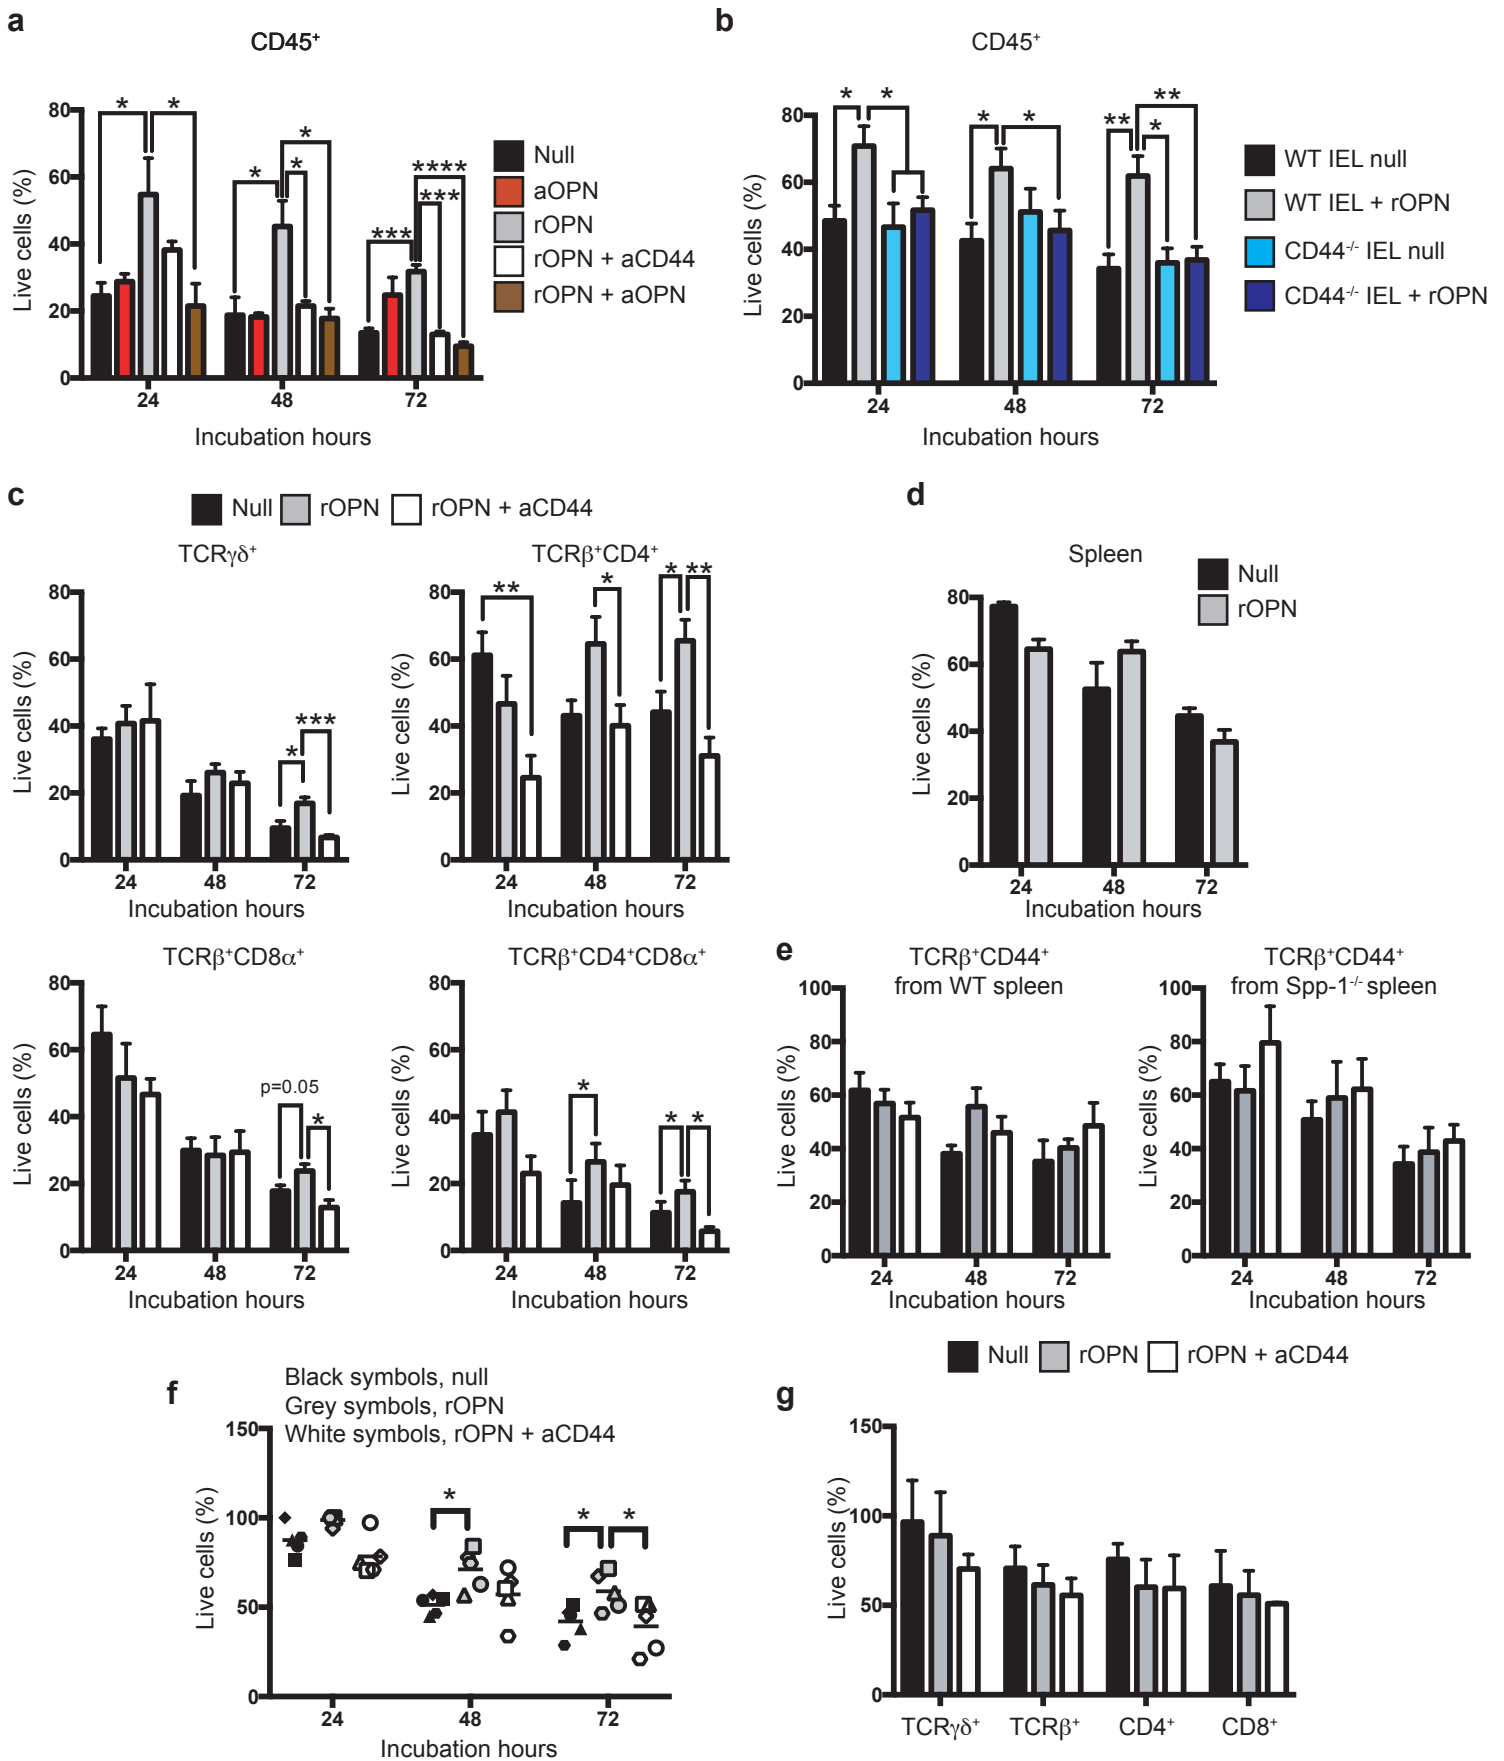 a
CD45⁺
Live cells (%)
80
60
40
20
0
* *
* * *
*** *** ****
24 48 72
Incubation hours
Null
aOPN
rOPN
rOPN + aCD44
rOPN + aOPN
b
CD45⁺
Live cells (%)
80
60
40
20
0
* *
* *
** * **
24 48 72
Incubation hours
WT IEL null
WT IEL + rOPN
CD44⁻/⁻ IEL null
CD44⁻/⁻ IEL + rOPN
c
Null rOPN rOPN + aCD44
TCRγδ⁺
Live cells (%)
80
60
40
20
0
* ***
24 48 72
Incubation hours
TCRβ⁺CD4⁺
Live cells (%)
80
60
40
20
0
** * * **
24 48 72
Incubation hours
TCRβ⁺CD8α⁺
Live cells (%)
80
60
40
20
0
p=0.05
*
24 48 72
Incubation hours
TCRβ⁺CD4⁺CD8α⁺
Live cells (%)
80
60
40
20
0
* * *
24 48 72
Incubation hours
d
Spleen
Null
rOPN
Live cells (%)
80
60
40
20
0
24 48 72
Incubation hours
e
TCRβ⁺CD44⁺
from WT spleen
Live cells (%)
100
80
60
40
20
0
24 48 72
Incubation hours
TCRβ⁺CD44⁺
from Spp-1⁻/⁻ spleen
Live cells (%)
100
80
60
40
20
0
24 48 72
Incubation hours
Null rOPN rOPN + aCD44
f
Black symbols, null
Grey symbols, rOPN
White symbols, rOPN + aCD44
Live cells (%)
150
100
50
0
* * *
24 48 72
Incubation hours
g
Live cells (%)
150
100
50
0
TCRγδ⁺ TCRβ⁺ CD4⁺ CD8⁺